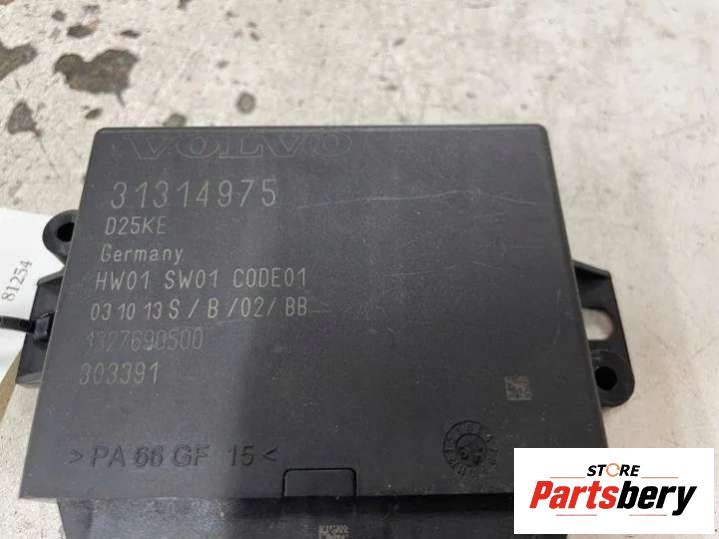 VOLVO
31314975
D25KE
Germany
HW01 SW01 CODE01
03 10 13 S / B / 02 / BB
1327690500
303391
>PA 66 GF 15<
81254
STORE
Partsbery